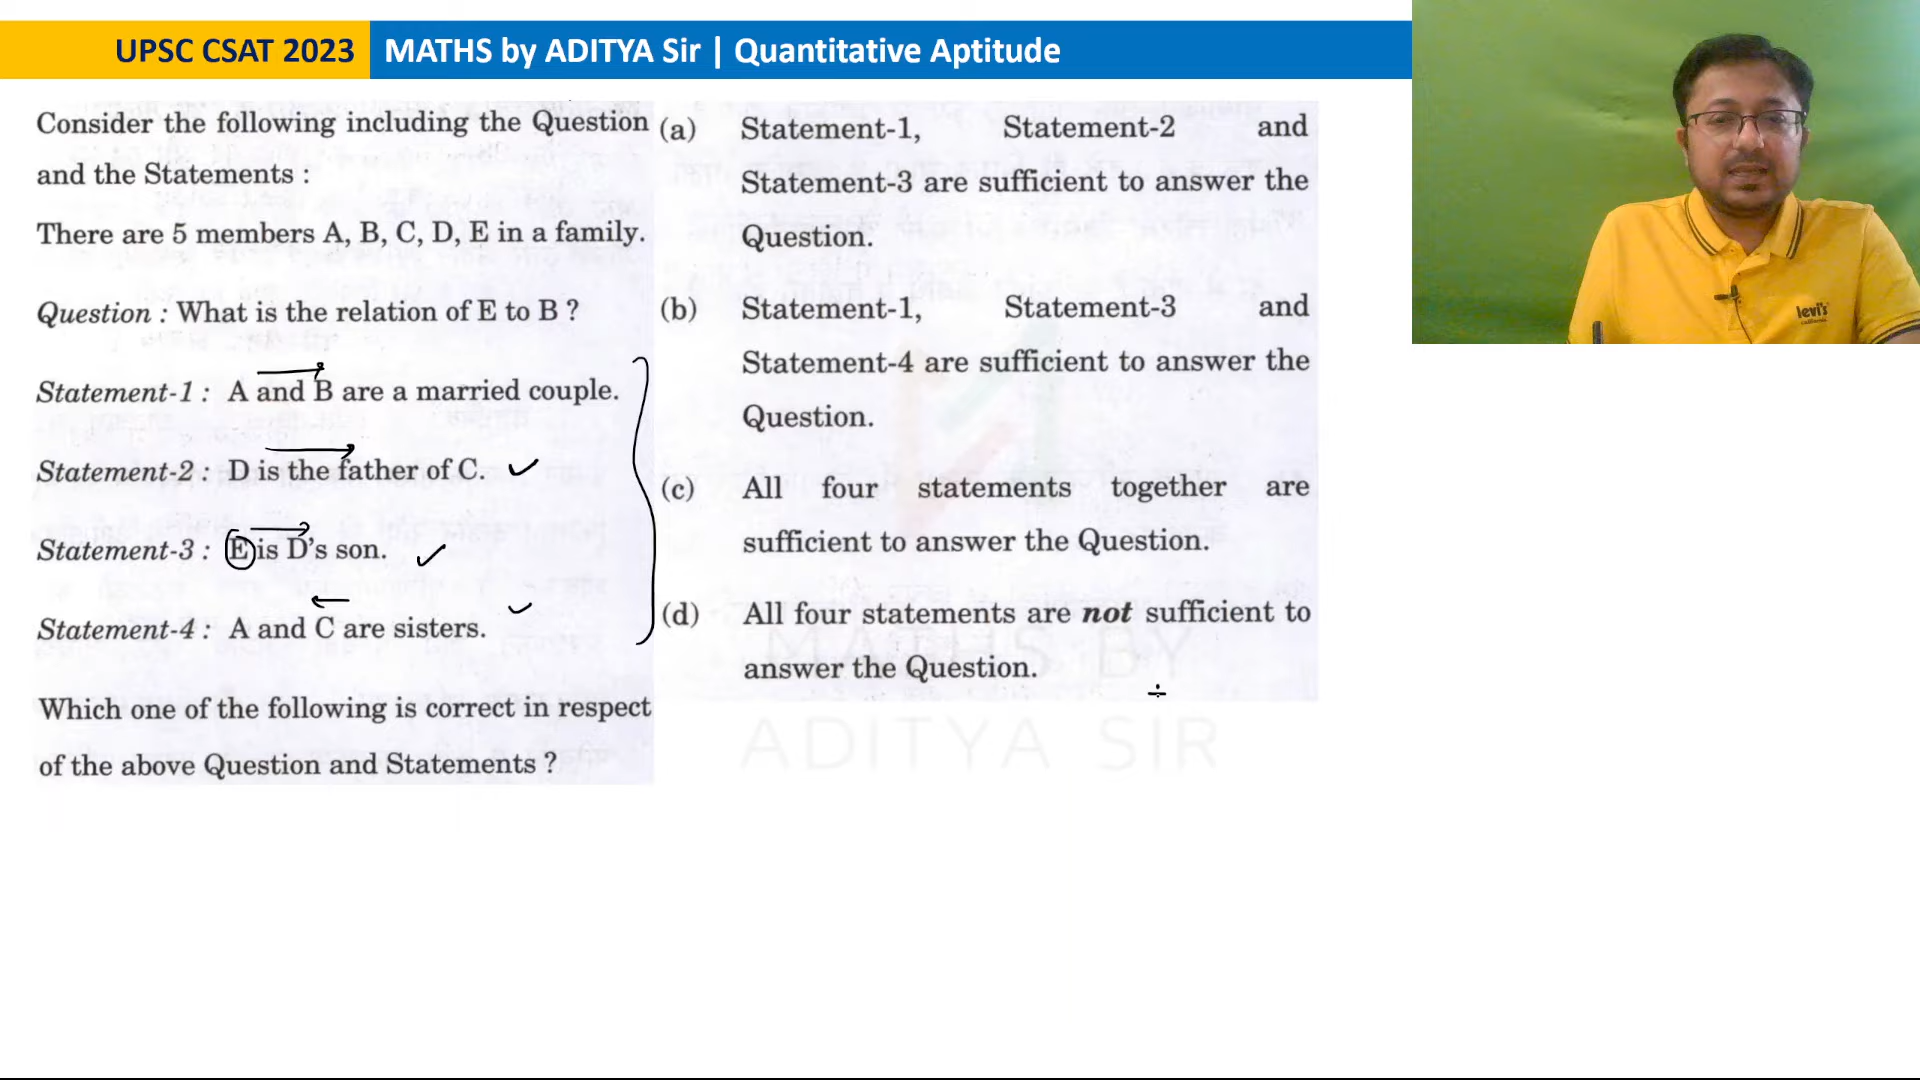 UPSC CSAT 2023
MATHS by ADITYA Sir | Quantitative Aptitude
Consider the following including the Question
and the Statements :
There are 5 members A, B, C, D, E in a family.
Question : What is the relation of E to B ?
Statement-1 : A and B are a married couple.
Statement-2 : D is the father of C.
Statement-3 : E is D's son.
Statement-4 : A and C are sisters.
Which one of the following is correct in respect
of the above Question and Statements ?
(a) Statement-1, Statement-2 and
Statement-3 are sufficient to answer the
Question.
(b) Statement-1, Statement-3 and
Statement-4 are sufficient to answer the
Question.
(c) All four statements together are
sufficient to answer the Question.
(d) All four statements are not sufficient to
answer the Question.
MATHS BY
ADITYA SIR
levi's